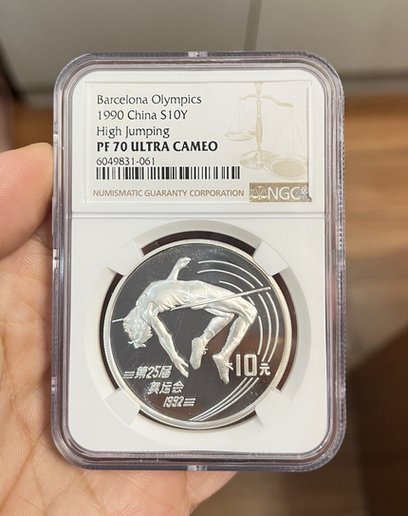 Barcelona Olympics
1990 China S10Y
High Jumping
PF 70 ULTRA CAMEO
6049831-061
NUMISMATIC GUARANTY CORPORATION NGC®
10元
第25届
奥运会
1992